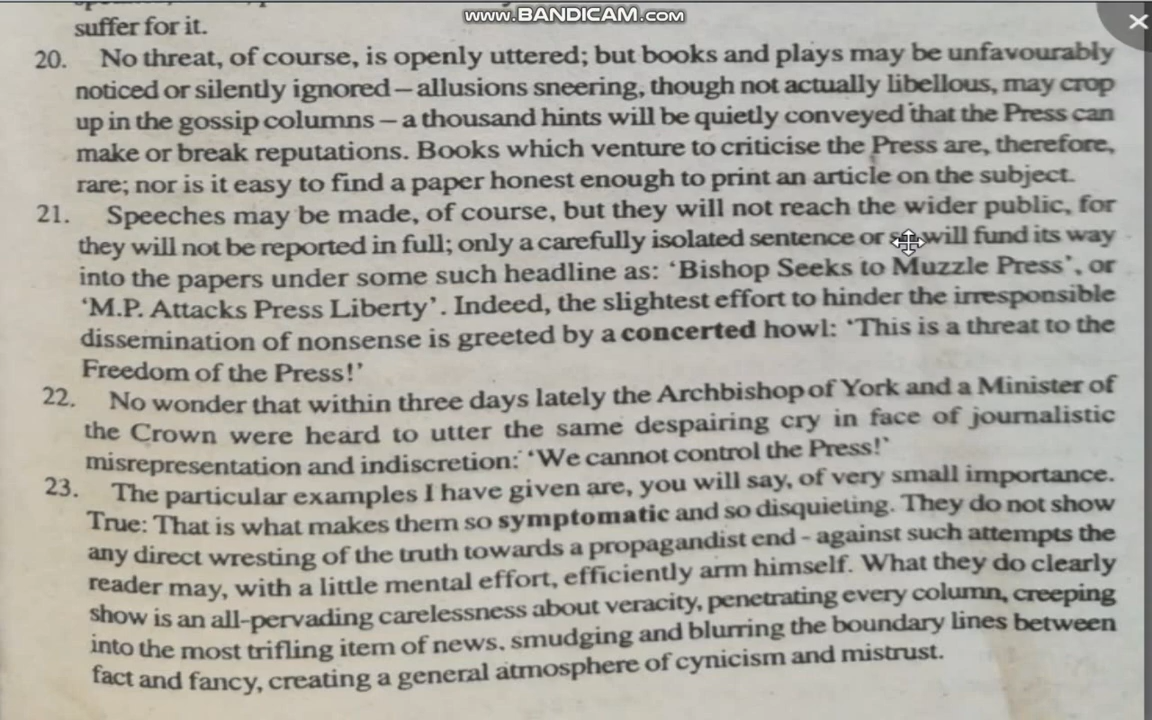 www.BANDICAM.com
suffer for it.
20. No threat, of course, is openly uttered; but books and plays may be unfavourably
noticed or silently ignored – allusions sneering, though not actually libellous, may crop
up in the gossip columns – a thousand hints will be quietly conveyed that the Press can
make or break reputations. Books which venture to criticise the Press are, therefore,
rare; nor is it easy to find a paper honest enough to print an article on the subject.
21. Speeches may be made, of course, but they will not reach the wider public, for
they will not be reported in full; only a carefully isolated sentence or will fund its way
into the papers under some such headline as: ‘Bishop Seeks to Muzzle Press’, or
‘M.P. Attacks Press Liberty’. Indeed, the slightest effort to hinder the irresponsible
dissemination of nonsense is greeted by a concerted howl: ‘This is a threat to the
Freedom of the Press!’
22. No wonder that within three days lately the Archbishop of York and a Minister of
the Crown were heard to utter the same despairing cry in face of journalistic
misrepresentation and indiscretion: ‘We cannot control the Press!’
23. The particular examples I have given are, you will say, of very small importance.
True: That is what makes them so symptomatic and so disquieting. They do not show
any direct wresting of the truth towards a propagandist end - against such attempts the
reader may, with a little mental effort, efficiently arm himself. What they do clearly
show is an all-pervading carelessness about veracity, penetrating every column, creeping
into the most trifling item of news, smudging and blurring the boundary lines between
fact and fancy, creating a general atmosphere of cynicism and mistrust.